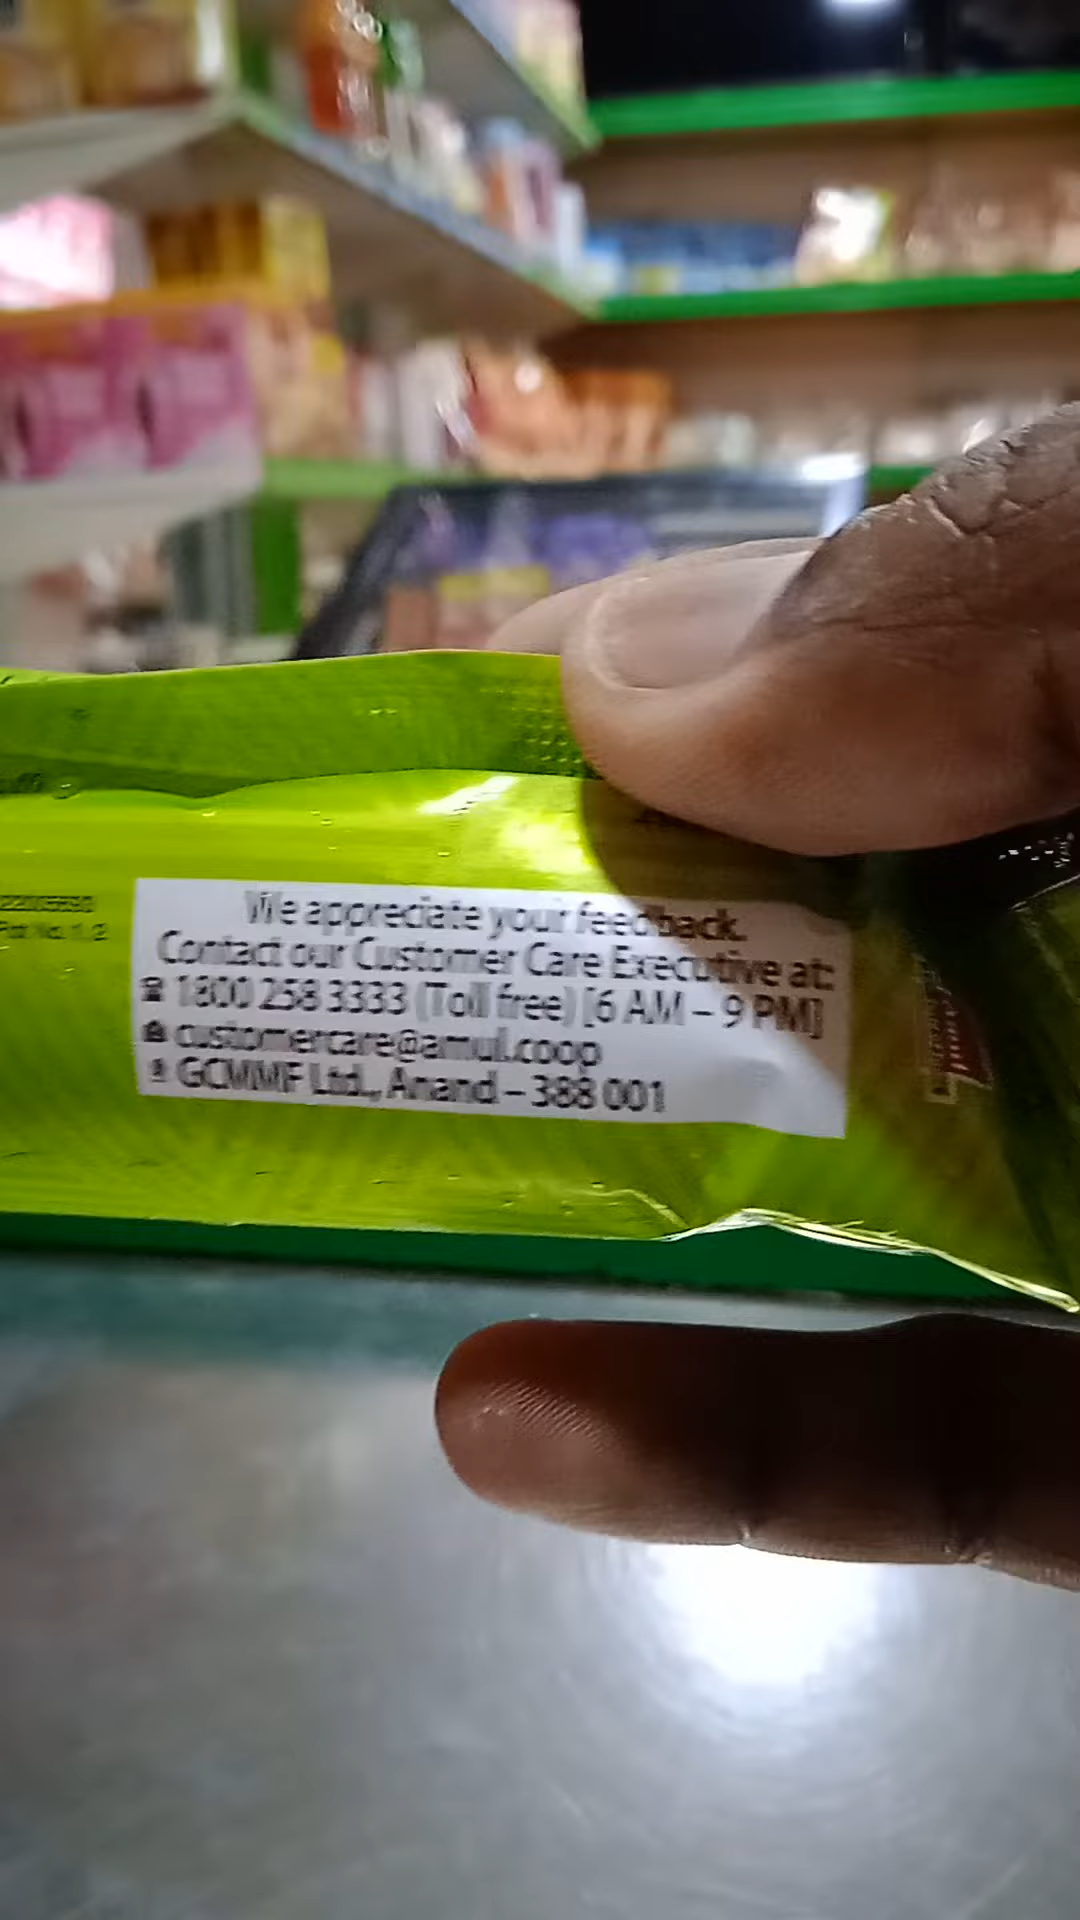 We appreciate your feedback.
Contact our Customer Care Executive at:
1800 258 3333 (Toll free) [6 AM – 9 PM]
customercare@amul.coop
GCMMF Ltd., Anand – 388 001